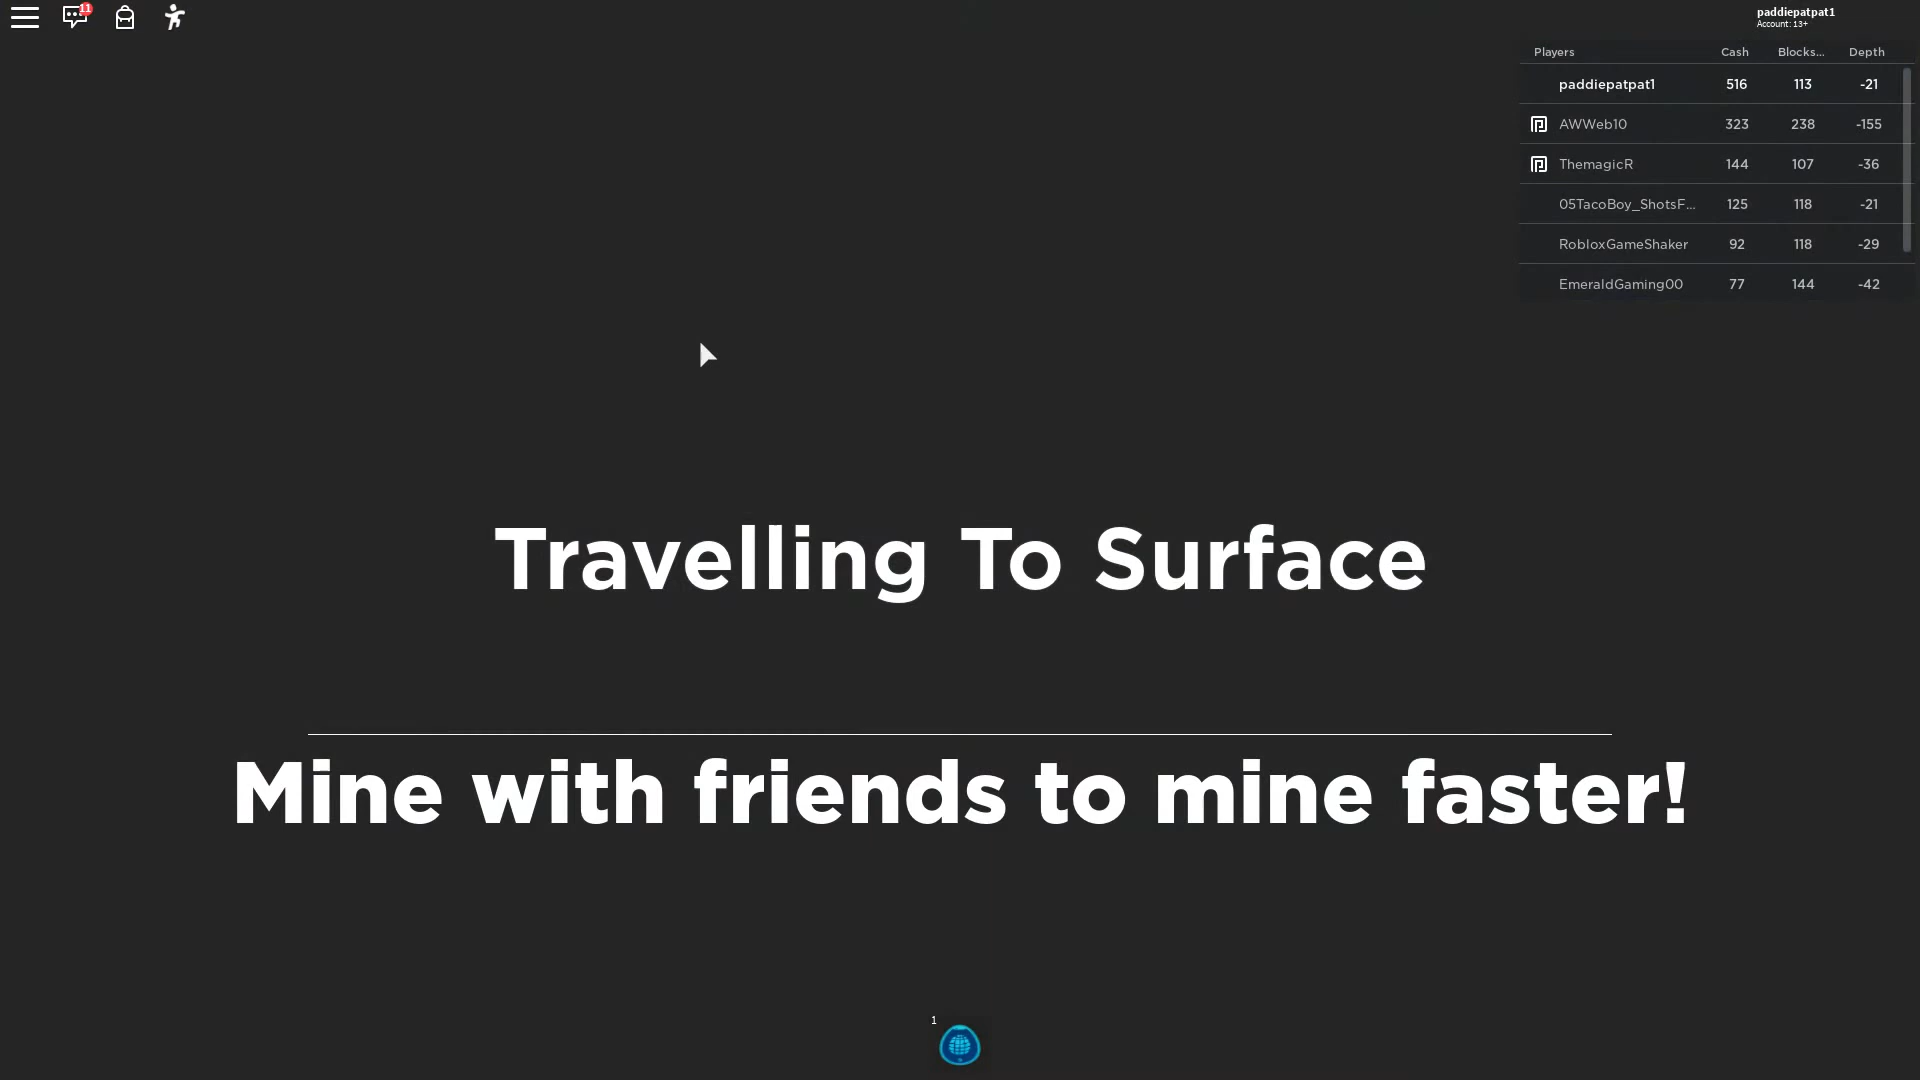 11
paddiepatpat1
Account: 13+
Players Cash Blocks... Depth
paddiepatpat1 516 113 -21
AWWeb10 323 238 -155
ThemagicR 144 107 -36
05TacoBoy_ShotsF... 125 118 -21
RobloxGameShaker 92 118 -29
EmeraldGaming00 77 144 -42
Travelling To Surface
Mine with friends to mine faster!
1